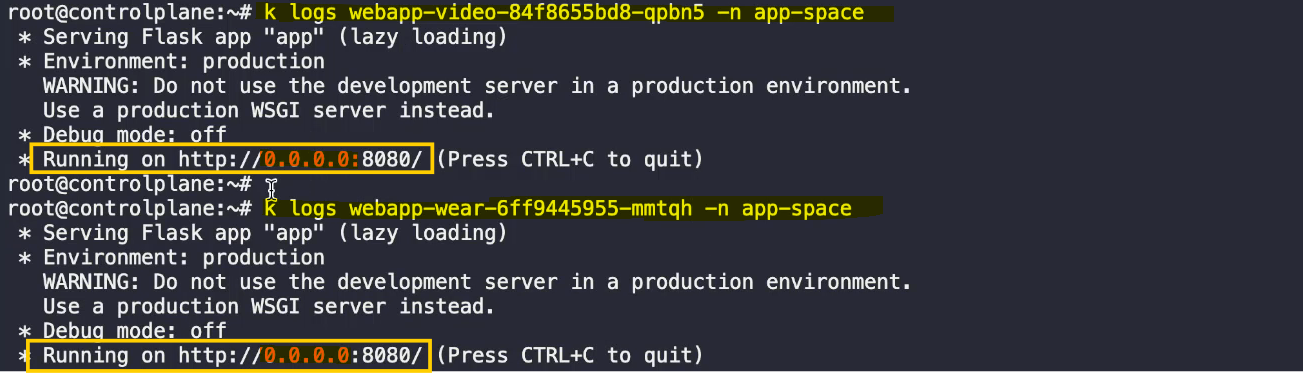 root@controlplane:~# k logs webapp-video-84f8655bd8-qpbn5 -n app-space
* Serving Flask app "app" (lazy loading)
* Environment: production
WARNING: Do not use the development server in a production environment.
Use a production WSGI server instead.
* Debug mode: off
* Running on http://0.0.0.0:8080/ (Press CTRL+C to quit)
root@controlplane:~#
root@controlplane:~# k logs webapp-wear-6ff9445955-mmtqh -n app-space
* Serving Flask app "app" (lazy loading)
* Environment: production
WARNING: Do not use the development server in a production environment.
Use a production WSGI server instead.
* Debug mode: off
* Running on http://0.0.0.0:8080/ (Press CTRL+C to quit)